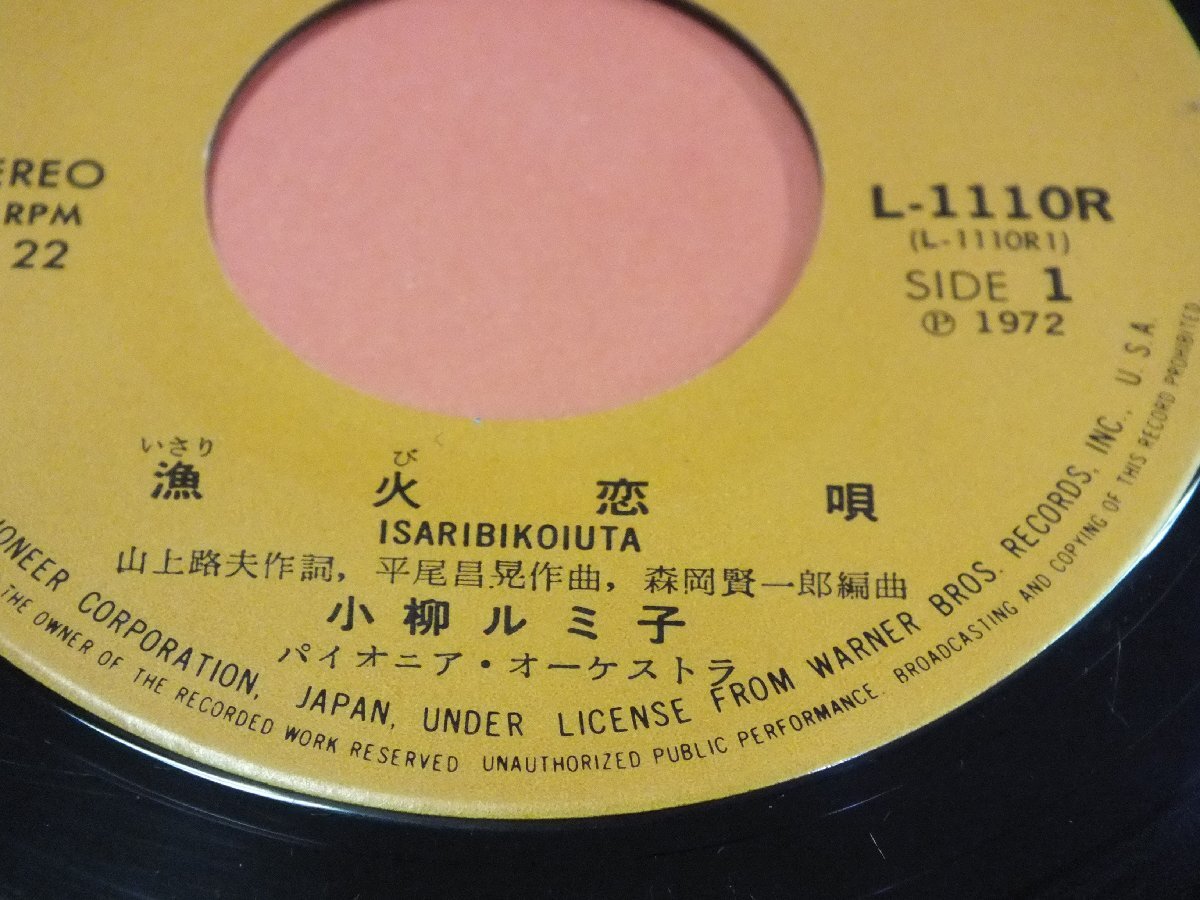 EREO
RPM
22
L-1110R
(L-1110R1)
SIDE 1
Ⓟ 1972
いさり び
漁火恋唄
ISARIBIKOIUTA
山上路夫作詞, 平尾昌晃作曲, 森岡賢一郎編曲
小柳ルミ子
パイオニア・オーケストラ
CORPORATION, JAPAN, UNDER LICENSE FROM WARNER BROS. RECORDS, INC., U.S.A.
THE OWNER OF THE RECORDED WORK RESERVED UNAUTHORIZED PUBLIC PERFORMANCE. BROADCASTING AND COPYING OF THIS RECORD PROHIBITED